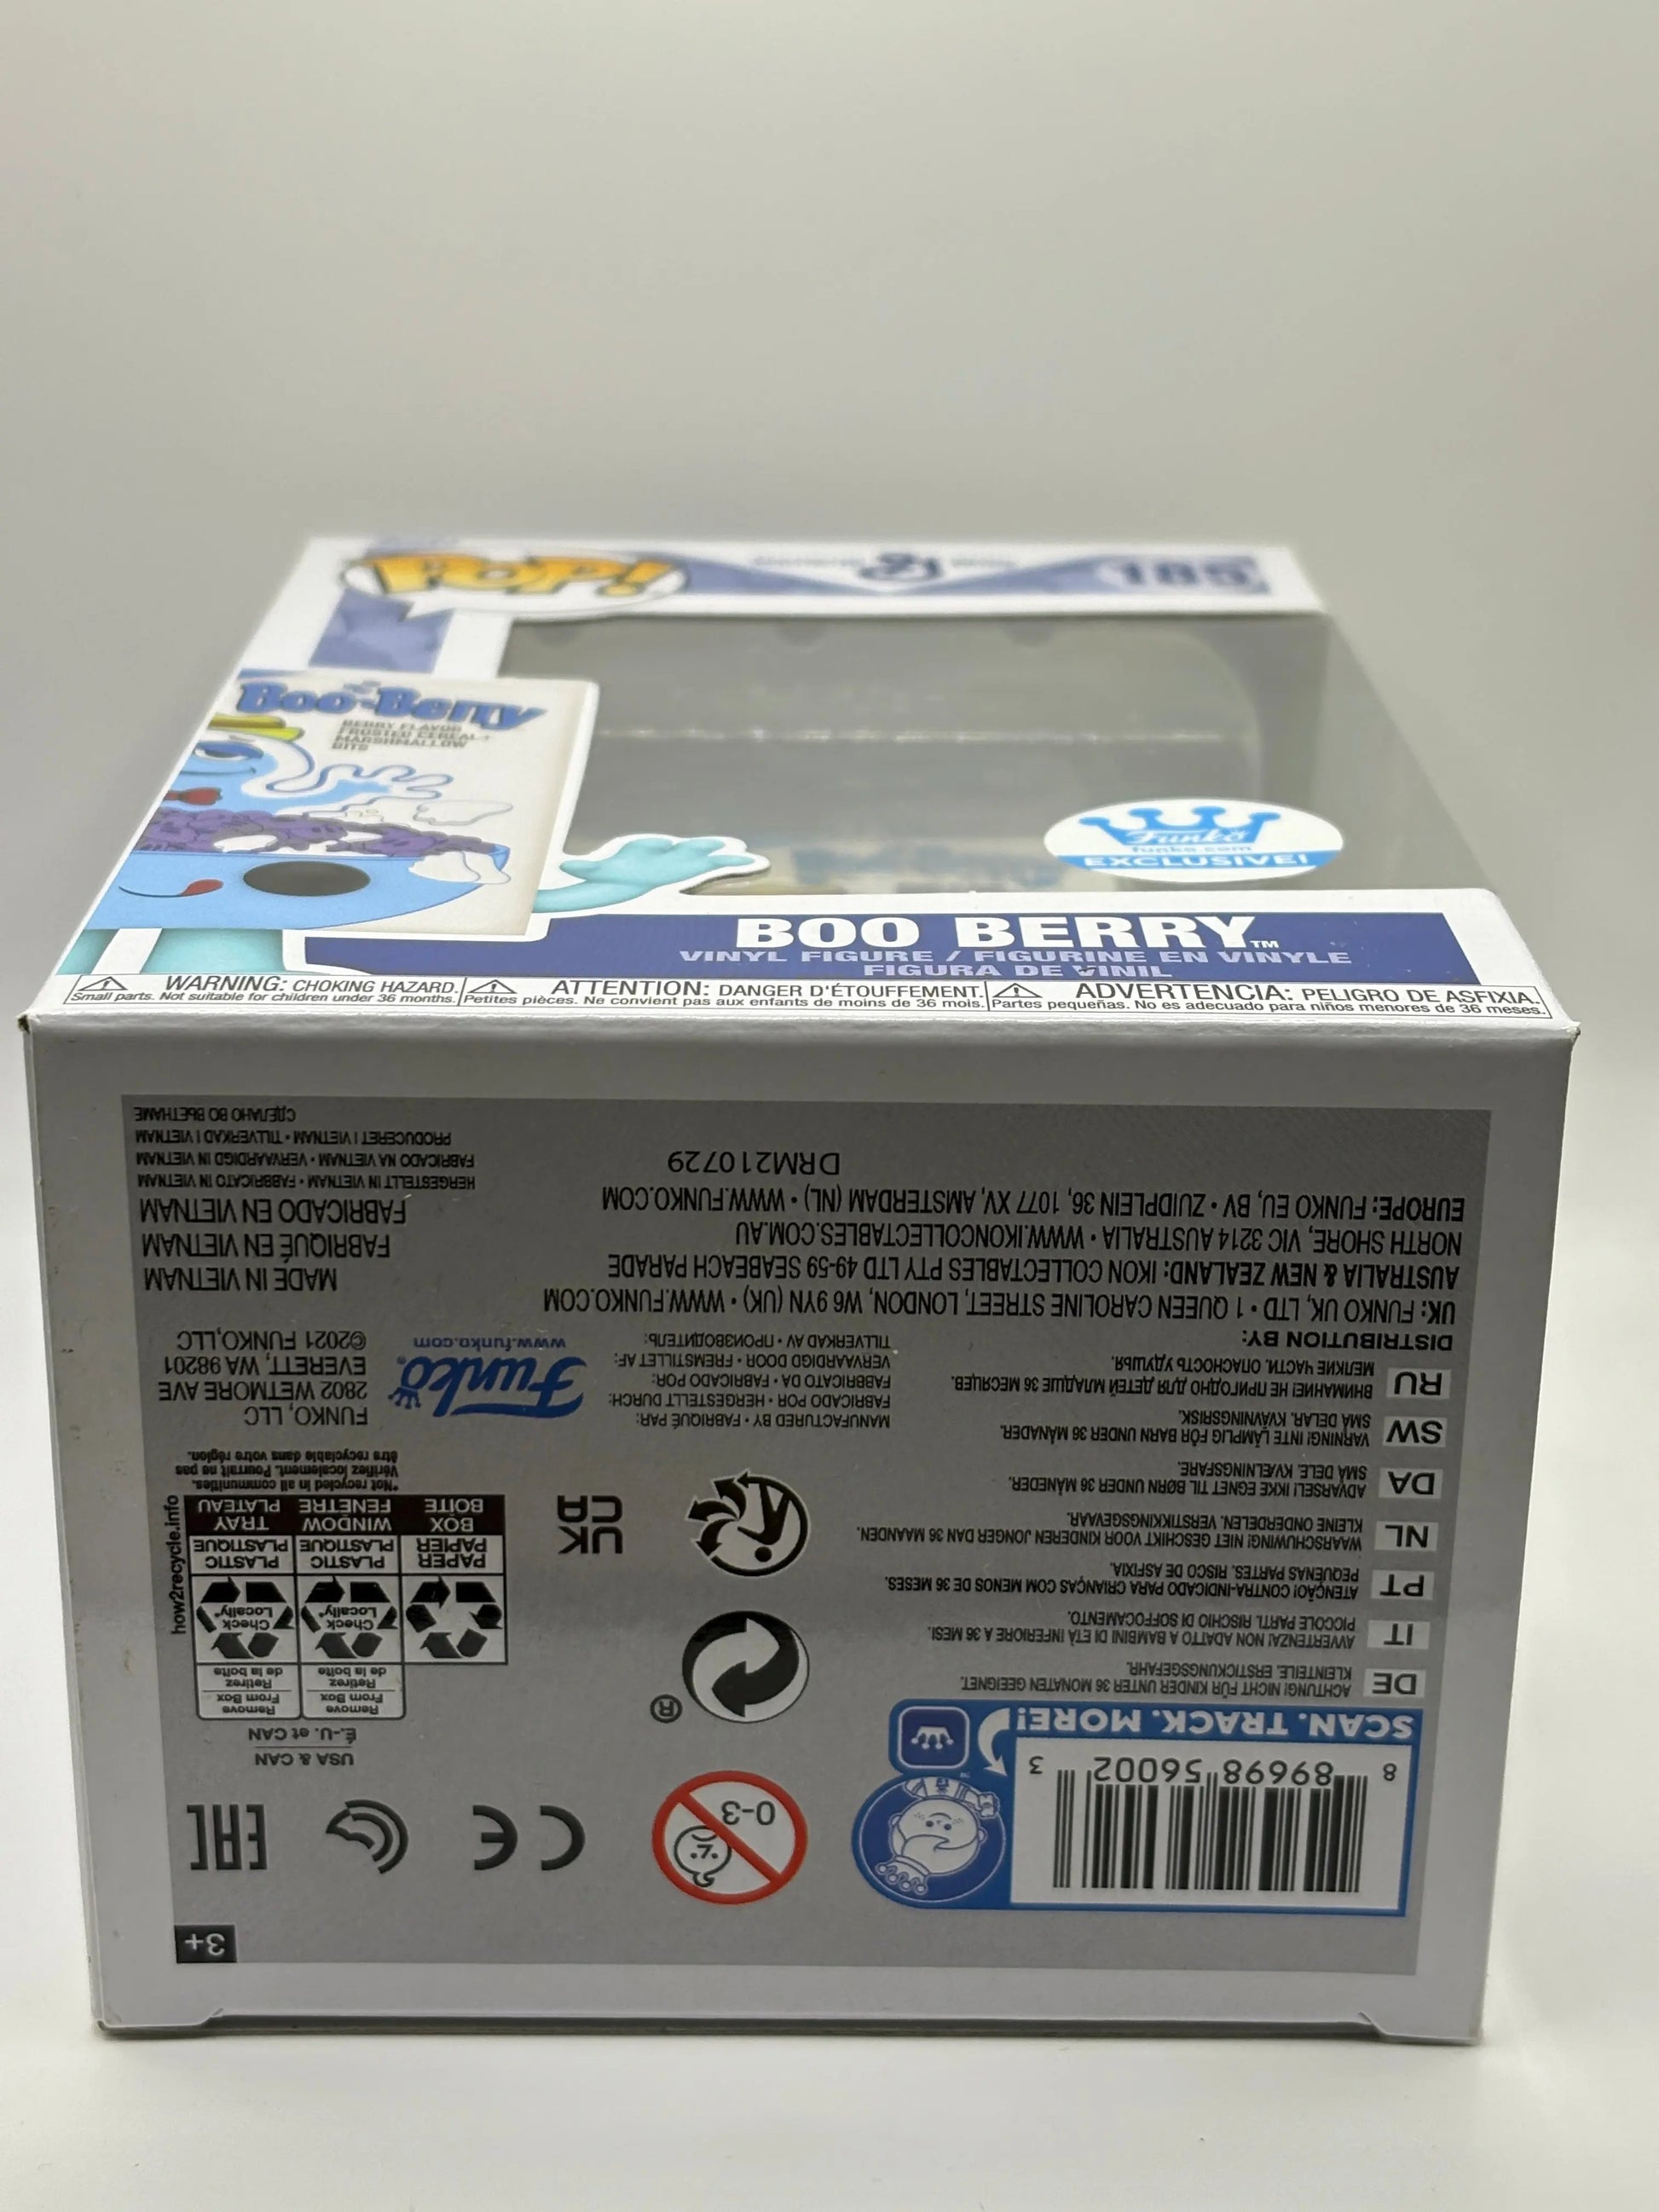 POP!
&
185
Boo Berry
BERRY FLAVOR
FROSTED CEREAL+
MARSHMALLOW
BITS
Funko
funko.com
EXCLUSIVE!
BOO BERRY™
VINYL FIGURE / FIGURINE EN VINYLE
FIGURA DE VINIL
WARNING: CHOKING HAZARD.
Small parts. Not suitable for children under 36 months.
ATTENTION: DANGER D'ÉTOUFFEMENT.
Petites pièces. Ne convient pas aux enfants de moins de 36 mois.
ADVERTENCIA: PELIGRO DE ASFIXIA.
Partes pequeñas. No es adecuado para niños menores de 36 meses.
3+
8 89698 56002 3
SCAN. TRACK. MORE!
0-3
CE
EAC
USA & CAN
É.-U. et CAN
Remove
From Box
Retirez
de la boîte
Remove
From Box
Retirez
de la boîte
Check
Locally*
Check
Locally*
PAPER
PAPIER
BOX
BOÎTE
PLASTIC
PLASTIQUE
WINDOW
FENÊTRE
PLASTIC
PLASTIQUE
TRAY
PLATEAU
how2recycle.info
*Not recycled in all communities.
Vérifiez localement. Pourrait ne pas
être recyclable dans votre région.
®
UK
CA
DE ACHTUNG! NICHT FÜR KINDER UNTER 36 MONATEN GEEIGNET.
KLEINTEILE. ERSTICKUNGSGEFAHR.
IT AVVERTENZA! NON ADATTO A BAMBINI DI ETÀ INFERIORE A 36 MESI.
PICCOLE PARTI. RISCHIO DI SOFFOCAMENTO.
PT ATENÇÃO! CONTRA-INDICADO PARA CRIANÇAS COM MENOS DE 36 MESES.
PEQUENAS PARTES. RISCO DE ASFIXIA.
NL WAARSCHUWING! NIET GESCHIKT VOOR KINDEREN JONGER DAN 36 MAANDEN.
KLEINE ONDERDELEN. VERSTIKKINGSGEVAAR.
DA ADVARSEL! IKKE EGNET TIL BØRN UNDER 36 MÅNEDER.
SMÅ DELE. KVÆLNINGSFARE.
SW VARNING! INTE LÄMPLIG FÖR BARN UNDER 36 MÅNADER.
SMÅ DELAR. KVÄVNINGSRISK.
RU ВНИМАНИЕ! НЕ ПРИГОДНО ДЛЯ ДЕТЕЙ МЛАДШЕ 36 МЕСЯЦЕВ.
МЕЛКИЕ ЧАСТИ. ОПАСНОСТЬ УДУШЬЯ.
MANUFACTURED BY • FABRIQUÉ PAR:
FABRICADO POR • HERGESTELLT DURCH:
FABBRICATO DA • FABRICADO POR:
VERVAARDIGD DOOR • FREMSTILLET AF:
TILLVERKAD AV • ПРОИЗВОДИТЕЛЬ:
Funko®
www.funko.com
FUNKO, LLC
2802 WETMORE AVE
EVERETT, WA 98201
©2021 FUNKO,LLC
DISTRIBUTION BY:
UK: FUNKO UK, LTD • 1 QUEEN CAROLINE STREET, LONDON, W6 9YN (UK) • WWW.FUNKO.COM
AUSTRALIA & NEW ZEALAND: IKON COLLECTABLES PTY LTD 49-59 SEABEACH PARADE
NORTH SHORE, VIC 3214 AUSTRALIA • WWW.IKONCOLLECTABLES.COM.AU
EUROPE: FUNKO EU, BV • ZUIDPLEIN 36, 1077 XV, AMSTERDAM (NL) • WWW.FUNKO.COM
DRM210729
MADE IN VIETNAM
FABRIQUÉ EN VIETNAM
FABRICADO EN VIETNAM
HERGESTELLT IN VIETNAM • FABBRICATO IN VIETNAM
FABRICADO NA VIETNAM • VERVAARDIGD IN VIETNAM
PRODUCERET I VIETNAM • TILLVERKAD I VIETNAM
СДЕЛАНО ВО ВЬЕТНАМЕ